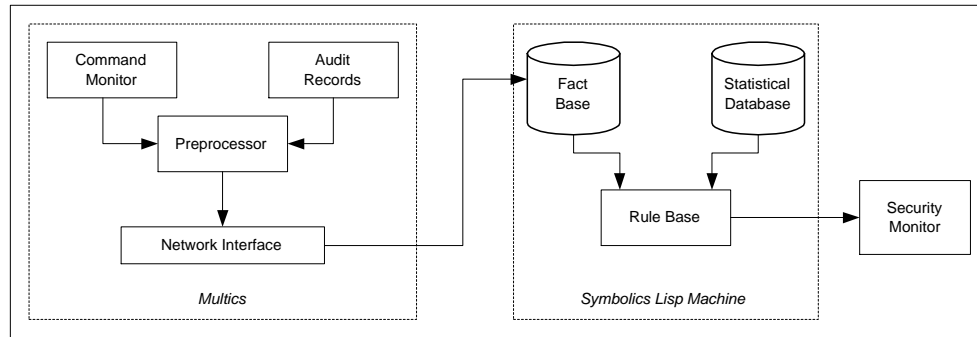 Command
Monitor
Audit
Records
Preprocessor
Network Interface
Multics
Fact
Base
Statistical
Database
Rule Base
Symbolics Lisp Machine
Security
Monitor